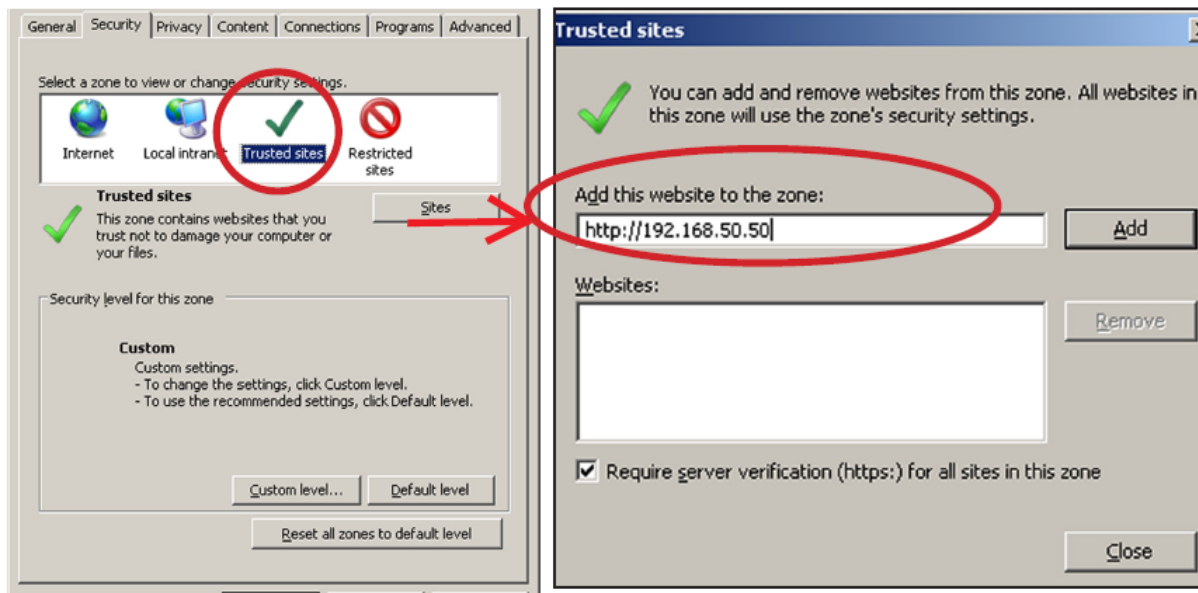 General Security Privacy Content Connections Programs Advanced
Select a zone to view or change security settings.
Internet Local intranet Trusted sites Restricted
sites
Trusted sites
This zone contains websites that you
trust not to damage your computer or
your files.
Sites
Security level for this zone
Custom
Custom settings.
- To change the settings, click Custom level.
- To use the recommended settings, click Default level.
Custom level... Default level
Reset all zones to default level
Trusted sites
You can add and remove websites from this zone. All websites in
this zone will use the zone's security settings.
Add this website to the zone:
http://192.168.50.50
Add
Websites:
Remove
Require server verification (https:) for all sites in this zone
Close